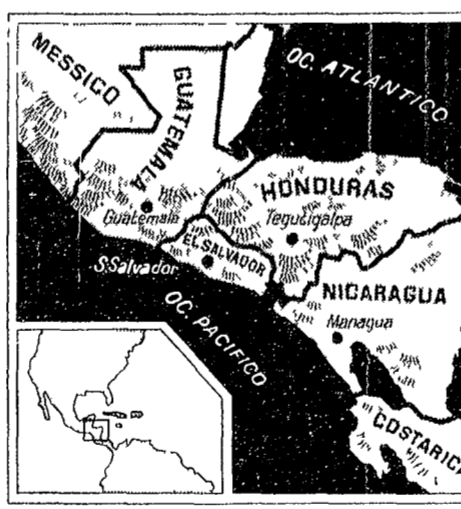 MESSICO
GUATEMALA
OC. ATLANTICO
HONDURAS
Guatemala
Tegucigalpa
EL SALVADOR
S.Salvador
NICARAGUA
Managua
OC. PACIFICO
COSTARICA